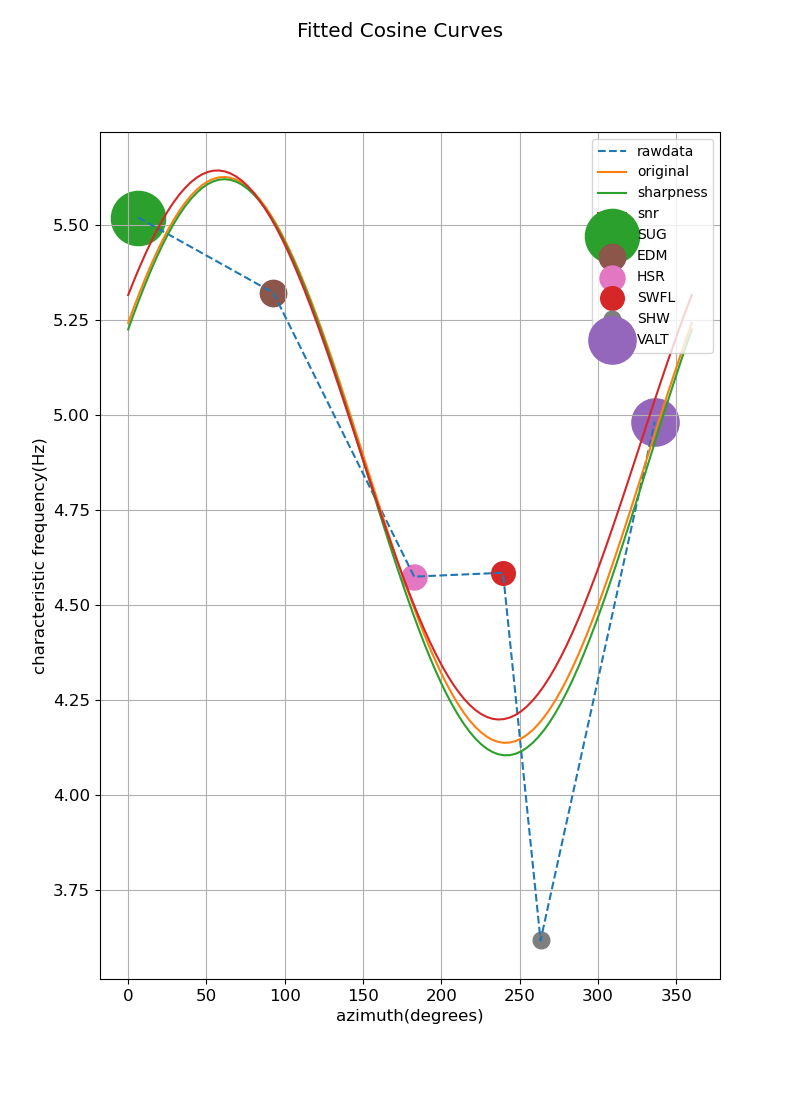 Fitted Cosine Curves
rawdata
original
sharpness
snr
SUG
EDM
HSR
SWFL
SHW
VALT
characteristic frequency(Hz)
5.50
5.25
5.00
4.75
4.50
4.25
4.00
3.75
0 50 100 150 200 250 300 350
azimuth(degrees)